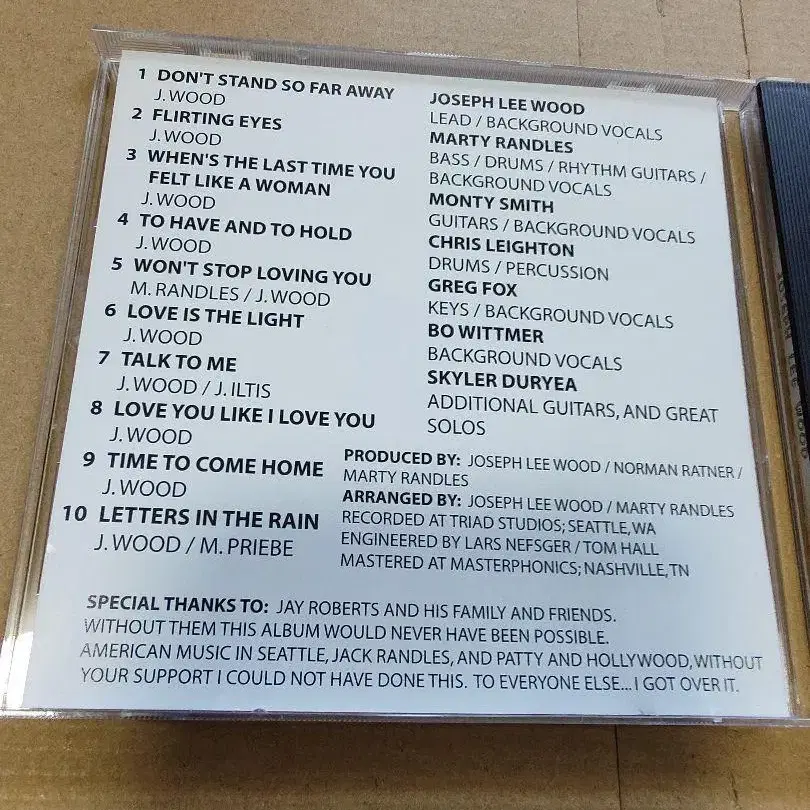 1 DON'T STAND SO FAR AWAY
J. WOOD
2 FLIRTING EYES
J. WOOD
3 WHEN'S THE LAST TIME YOU
FELT LIKE A WOMAN
J. WOOD
4 TO HAVE AND TO HOLD
J. WOOD
5 WON'T STOP LOVING YOU
M. RANDLES / J. WOOD
6 LOVE IS THE LIGHT
J. WOOD
7 TALK TO ME
J. WOOD / J. ILTIS
8 LOVE YOU LIKE I LOVE YOU
J. WOOD
9 TIME TO COME HOME
J. WOOD
10 LETTERS IN THE RAIN
J. WOOD / M. PRIEBE
JOSEPH LEE WOOD
LEAD / BACKGROUND VOCALS
MARTY RANDLES
BASS / DRUMS / RHYTHM GUITARS /
BACKGROUND VOCALS
MONTY SMITH
GUITARS / BACKGROUND VOCALS
CHRIS LEIGHTON
DRUMS / PERCUSSION
GREG FOX
KEYS / BACKGROUND VOCALS
BO WITTMER
BACKGROUND VOCALS
SKYLER DURYEA
ADDITIONAL GUITARS, AND GREAT
SOLOS
PRODUCED BY: JOSEPH LEE WOOD / NORMAN RATNER /
MARTY RANDLES
ARRANGED BY: JOSEPH LEE WOOD / MARTY RANDLES
RECORDED AT TRIAD STUDIOS; SEATTLE, WA
ENGINEERED BY LARS NEFSGER / TOM HALL
MASTERED AT MASTERPHONICS; NASHVILLE, TN
SPECIAL THANKS TO: JAY ROBERTS AND HIS FAMILY AND FRIENDS.
WITHOUT THEM THIS ALBUM WOULD NEVER HAVE BEEN POSSIBLE.
AMERICAN MUSIC IN SEATTLE, JACK RANDLES, AND PATTY AND HOLLYWOOD, WITHOUT
YOUR SUPPORT I COULD NOT HAVE DONE THIS. TO EVERYONE ELSE... I GOT OVER IT.